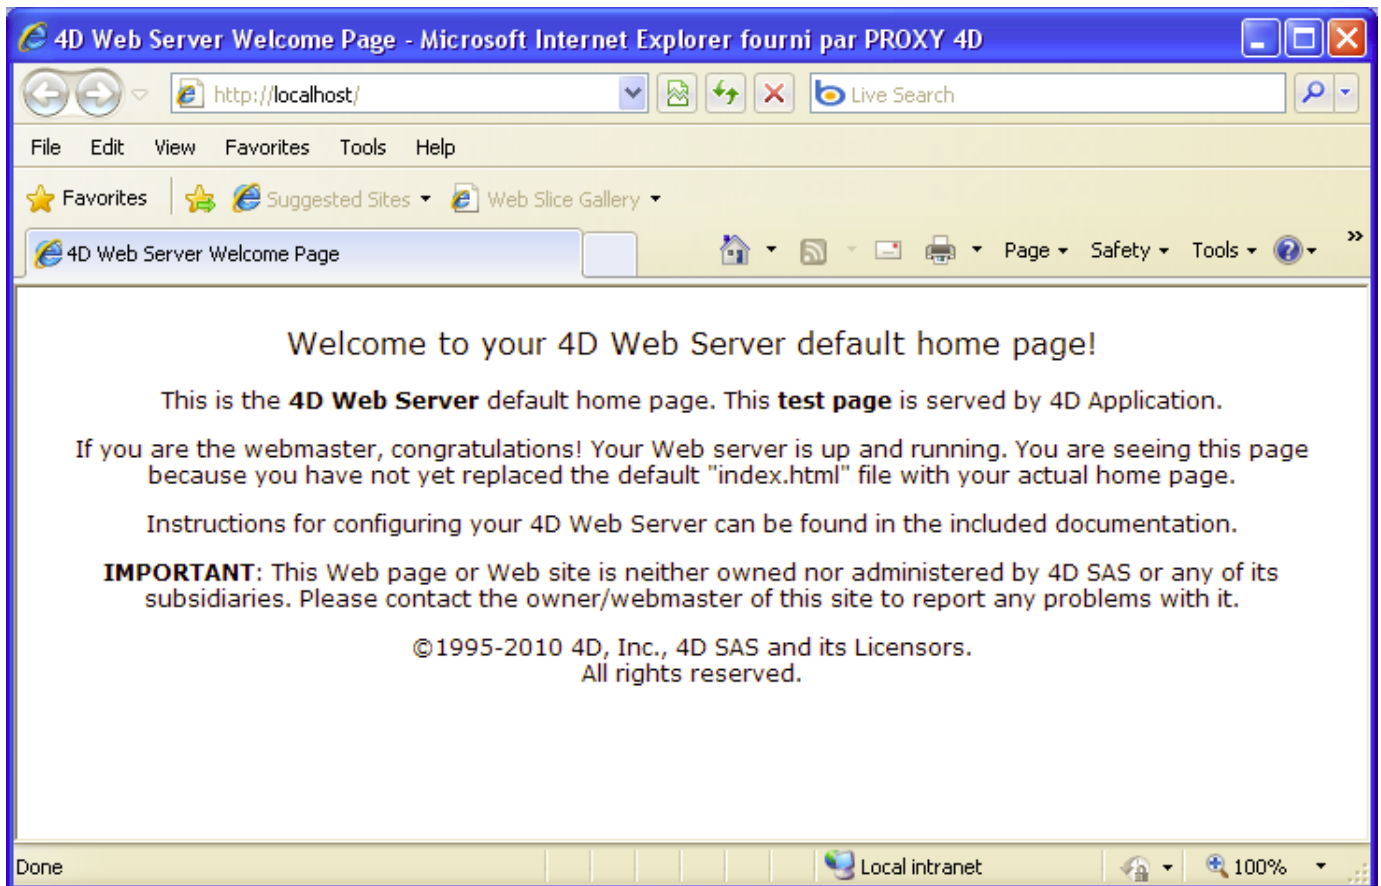 4D Web Server Welcome Page - Microsoft Internet Explorer fourni par PROXY 4D
http://localhost/
Live Search
File Edit View Favorites Tools Help
Favorites Suggested Sites Web Slice Gallery
4D Web Server Welcome Page Page Safety Tools
Welcome to your 4D Web Server default home page!
This is the 4D Web Server default home page. This test page is served by 4D Application.
If you are the webmaster, congratulations! Your Web server is up and running. You are seeing this page
because you have not yet replaced the default "index.html" file with your actual home page.
Instructions for configuring your 4D Web Server can be found in the included documentation.
IMPORTANT: This Web page or Web site is neither owned nor administered by 4D SAS or any of its
subsidiaries. Please contact the owner/webmaster of this site to report any problems with it.
©1995-2010 4D, Inc., 4D SAS and its Licensors.
All rights reserved.
Done Local intranet 100%